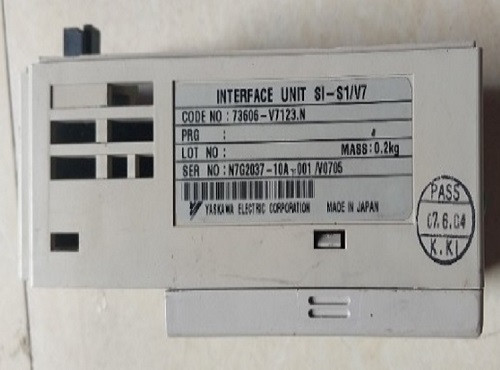 INTERFACE UNIT SI-S1/V7
CODE NO : 73606-V7123.N
PRG :
LOT NO : MASS: 0.2kg
SER NO : N7G2037-10A-001 /V0705
YASKAWA ELECTRIC CORPORATION MADE IN JAPAN
PASS
07.6.04
K.KI